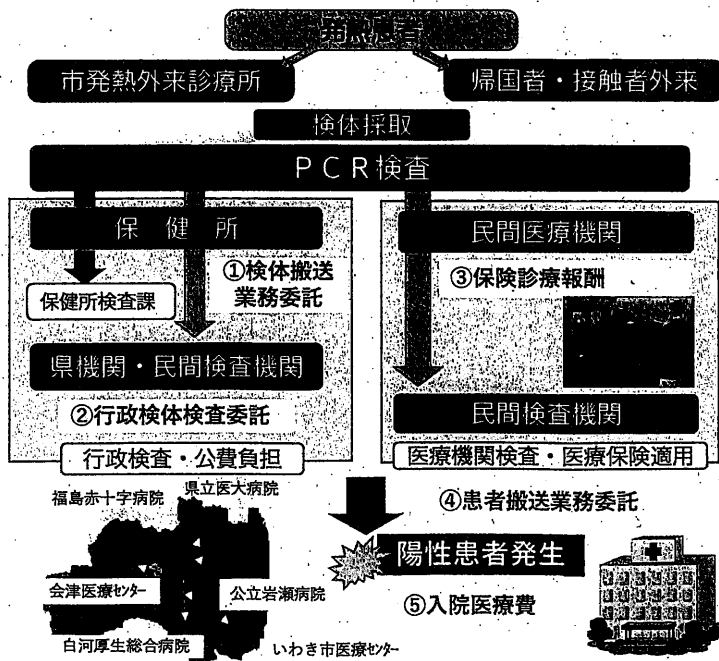 発熱患者
市発熱外来診療所
帰国者・接触者外来
検体採取
PCR検査
保健所
①検体搬送
業務委託
保健所検査課
県機関・民間検査機関
②行政検体検査委託
行政検査・公費負担
民間医療機関
③保険診療報酬
民間検査機関
医療機関検査・医療保険適用
④患者搬送業務委託
陽性患者発生
⑤入院医療費
福島赤十字病院
県立医大病院
会津医療センター
公立岩瀬病院
白河厚生総合病院
いわき市医療センター